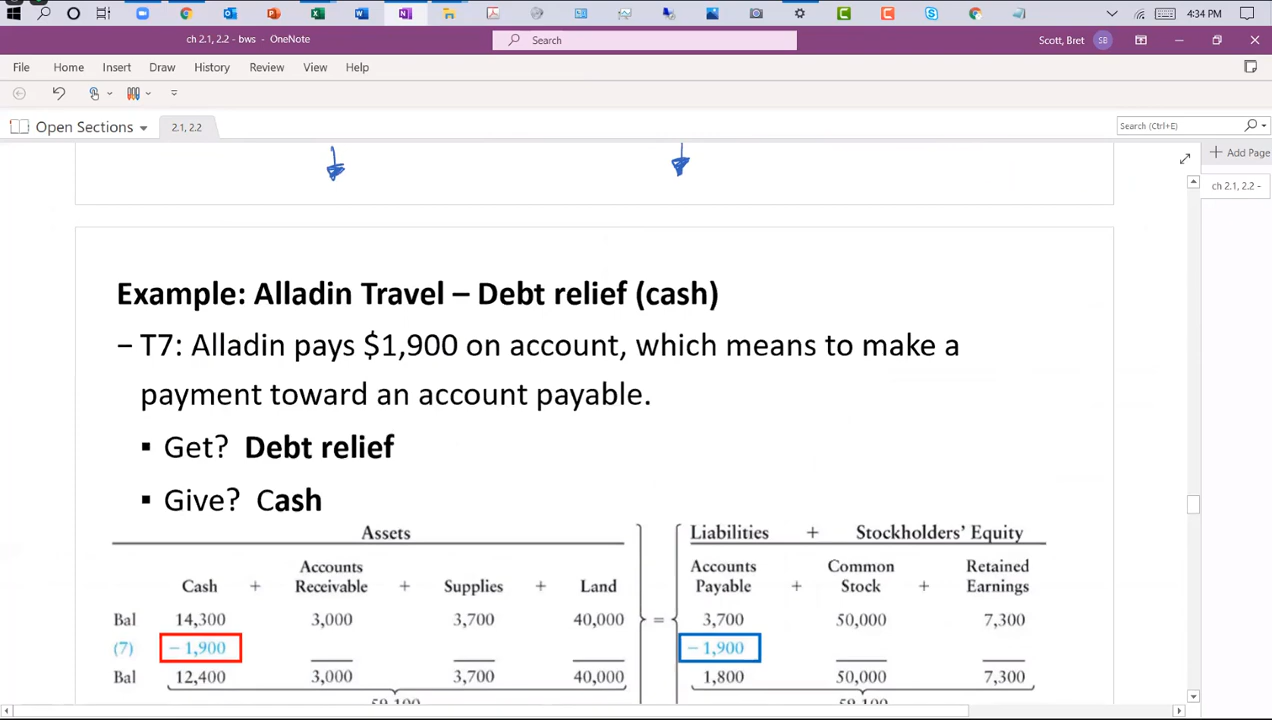 4:34 PM
ch 2.1, 2.2 - bws - OneNote
Search
Scott, Bret
SB
File Home Insert Draw History Review View Help
Open Sections
2.1, 2.2
Search (Ctrl+E)
Add Page
ch 2.1, 2.2 -
Example: Alladin Travel – Debt relief (cash)
– T7: Alladin pays $1,900 on account, which means to make a
payment toward an account payable.
▪ Get? Debt relief
▪ Give? Cash
Assets Liabilities + Stockholders’ Equity
Accounts Accounts Common Retained
Cash + Receivable + Supplies + Land Payable + Stock + Earnings
Bal 14,300 3,000 3,700 40,000 = 3,700 50,000 7,300
(7) – 1,900 – 1,900
Bal 12,400 3,000 3,700 40,000 1,800 50,000 7,300
59,100 59,100